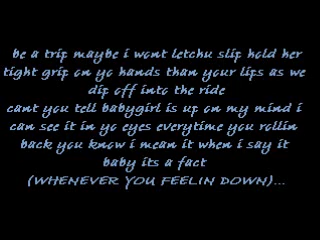 be a trip maybe i wont letchu slip hold her
tight grip on yo hands than your lips as we
dip off into the ride
cant you tell babygirl is up on my mind i
can see it in yo eyes everytime you rollin
back you know i mean it when i say it
baby its a fact
(WHENEVER YOU FEELIN DOWN)...